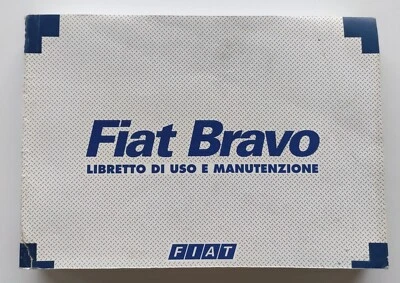 Fiat Bravo
LIBRETTO DI USO E MANUTENZIONE
FIAT